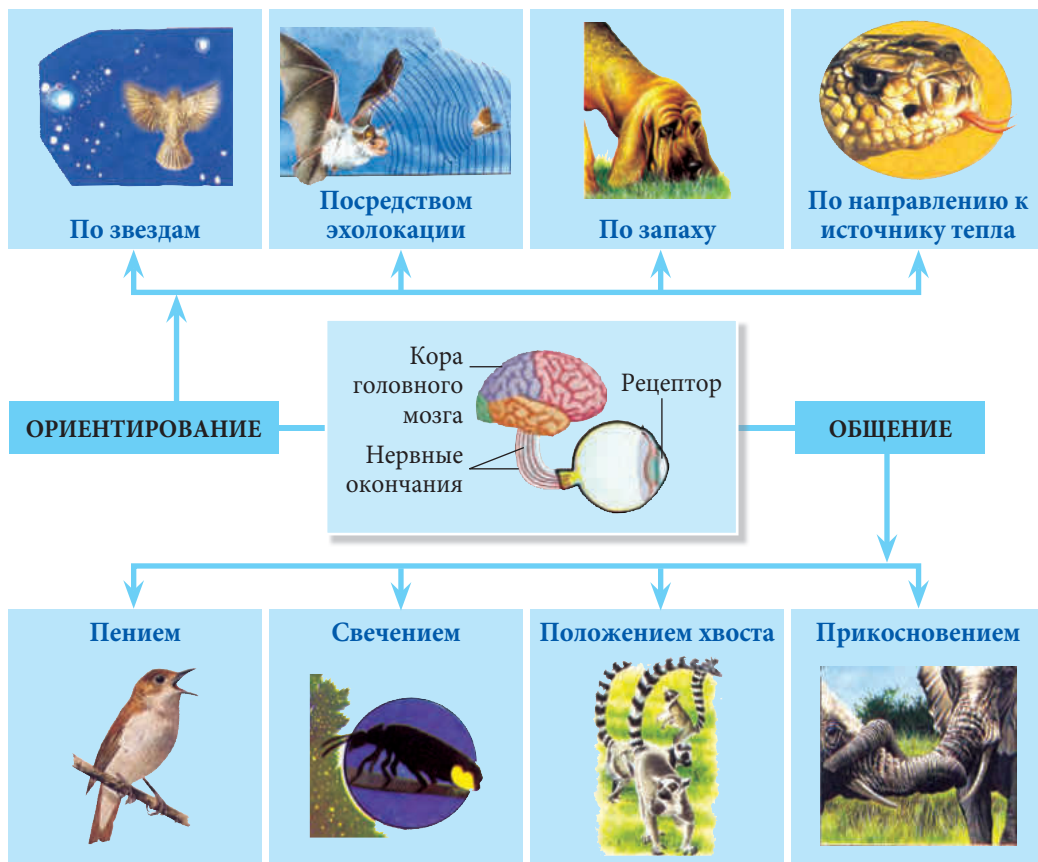 По звездам
Посредством
эхолокации
По запаху
По направлению к
источнику тепла
Кора
головного
мозга
Рецептор
Нервные
окончания
ОРИЕНТИРОВАНИЕ
ОБЩЕНИЕ
Пением
Свечением
Положением хвоста
Прикосновением